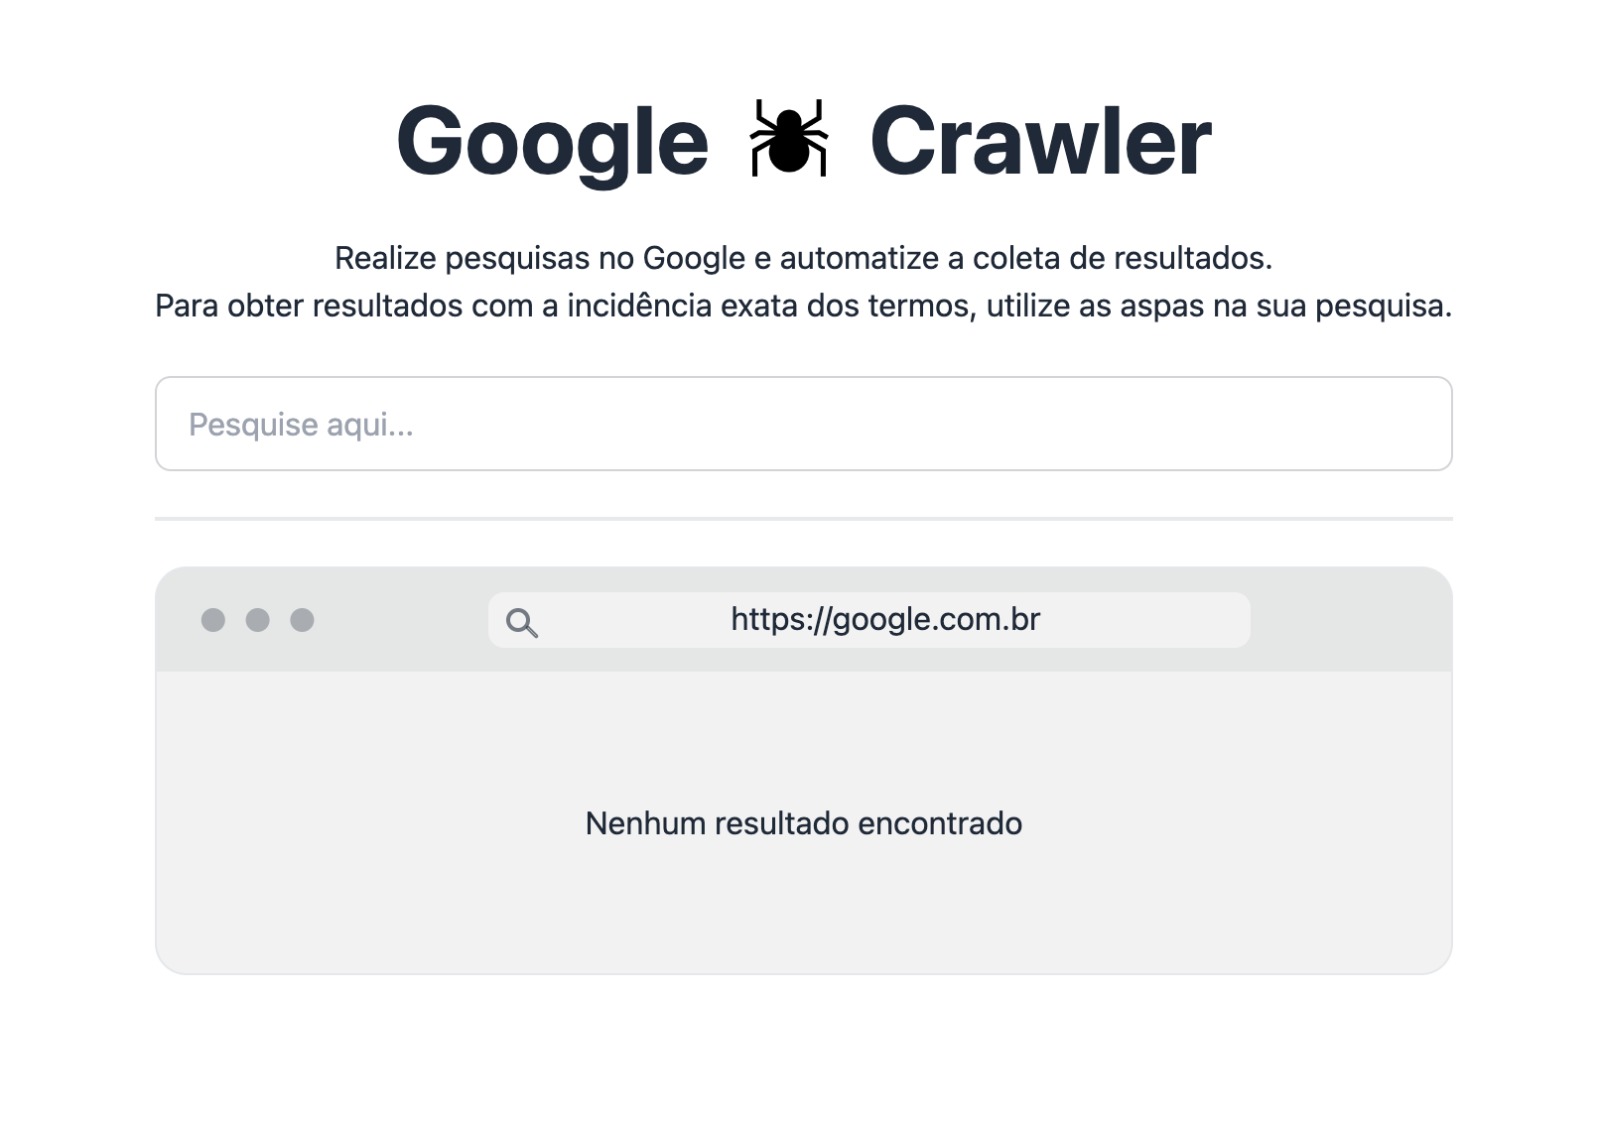 Google Crawler
Realize pesquisas no Google e automatize a coleta de resultados.
Para obter resultados com a incidência exata dos termos, utilize as aspas na sua pesquisa.
Pesquise aqui...
https://google.com.br
Nenhum resultado encontrado